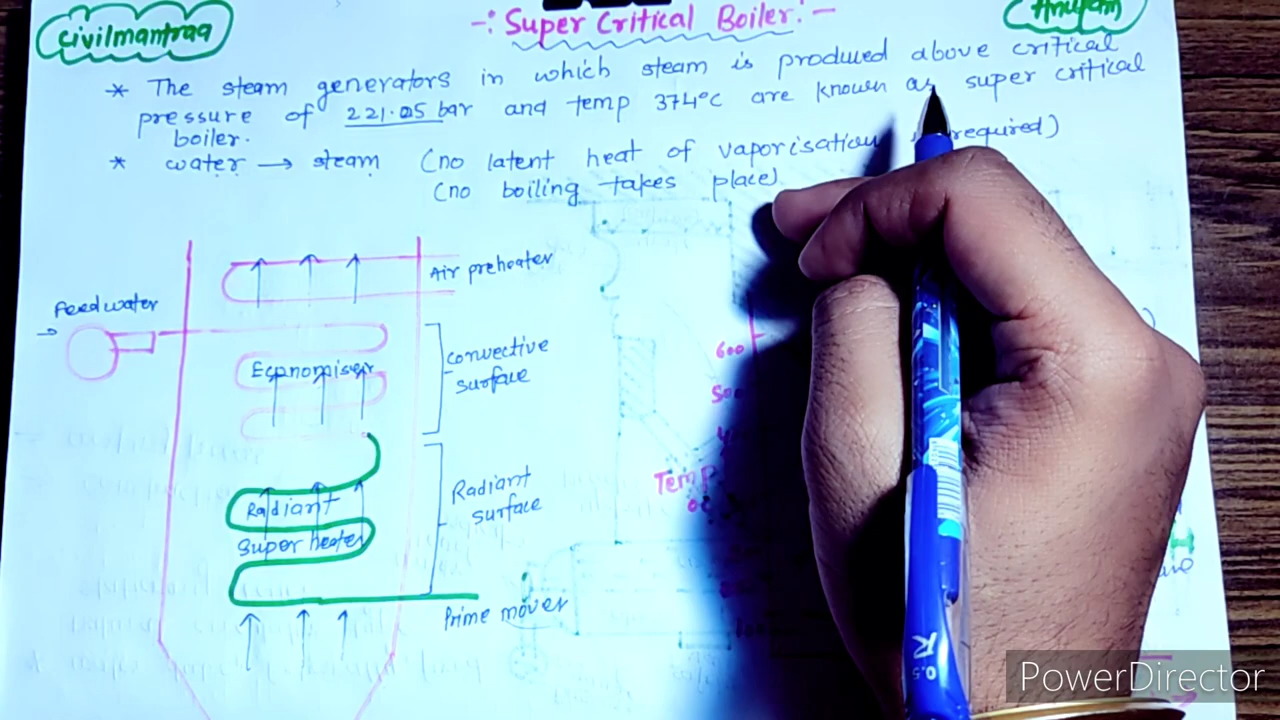 civilmantraa
-: Super Critical Boiler :-
* The steam generators in which steam is produced above critical
pressure of 221.05 bar and temp 374°c are known as super critical
boiler.
* water → steam (no latent heat of vaporisation required)
(no boiling takes place)
Air preheater
Feedwater
Economiser
Convective
surface
Radiant
Super heater
Radiant
surface
Prime mover
600
Temp
PowerDirector